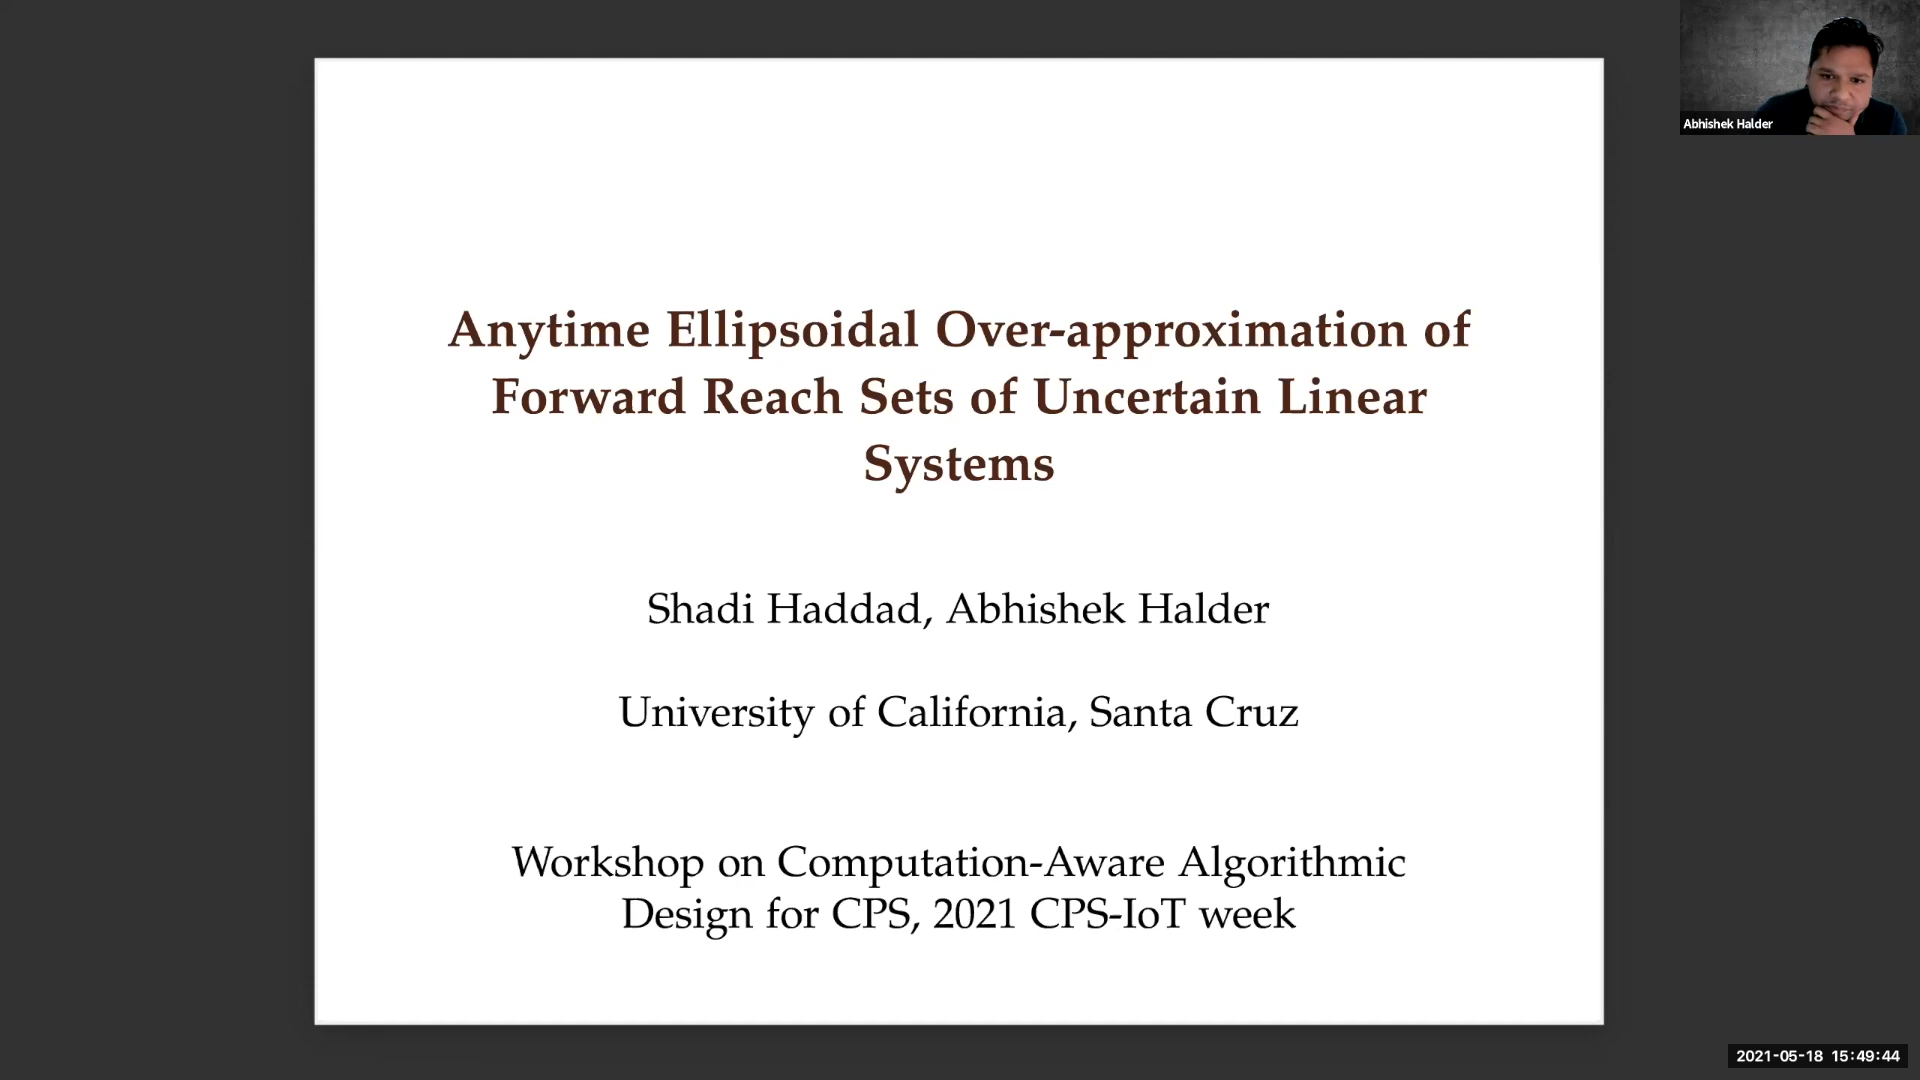 Abhishek Halder
Anytime Ellipsoidal Over-approximation of
Forward Reach Sets of Uncertain Linear
Systems
Shadi Haddad, Abhishek Halder
University of California, Santa Cruz
Workshop on Computation-Aware Algorithmic
Design for CPS, 2021 CPS-IoT week
2021-05-18 15:49:44